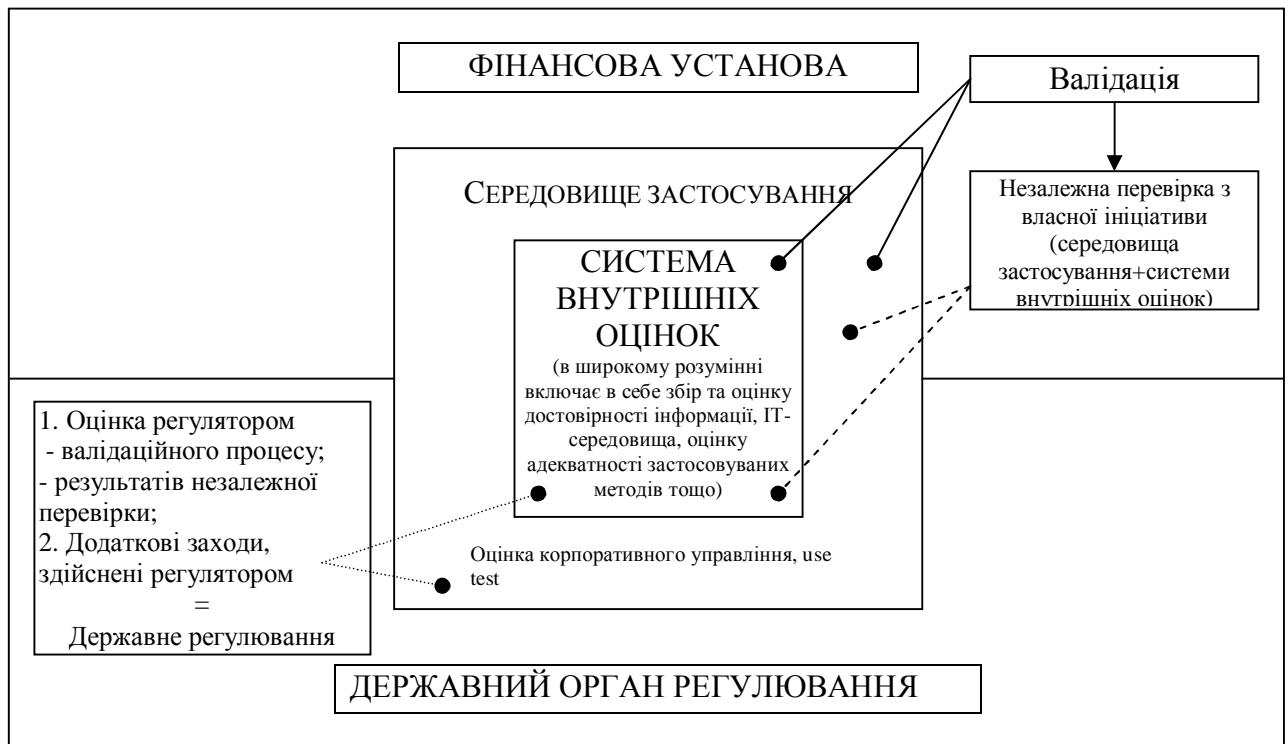 ФІНАНСОВА УСТАНОВА
Валідація
Незалежна перевірка з
власної ініціативи
(середовища
застосування+системи
внутрішніх оцінок)
СЕРЕДОВИЩЕ ЗАСТОСУВАННЯ
СИСТЕМА
ВНУТРІШНІХ
ОЦІНОК
(в широкому розумінні
включає в себе збір та оцінку
достовірності інформації, ІТ-
середовища, оцінку
адекватності застосовуваних
методів тощо)
Оцінка корпоративного управління, use
test
1. Оцінка регулятором
- валідаційного процесу;
- результатів незалежної
перевірки;
2. Додаткові заходи,
здійснені регулятором
=
Державне регулювання
ДЕРЖАВНИЙ ОРГАН РЕГУЛЮВАННЯ